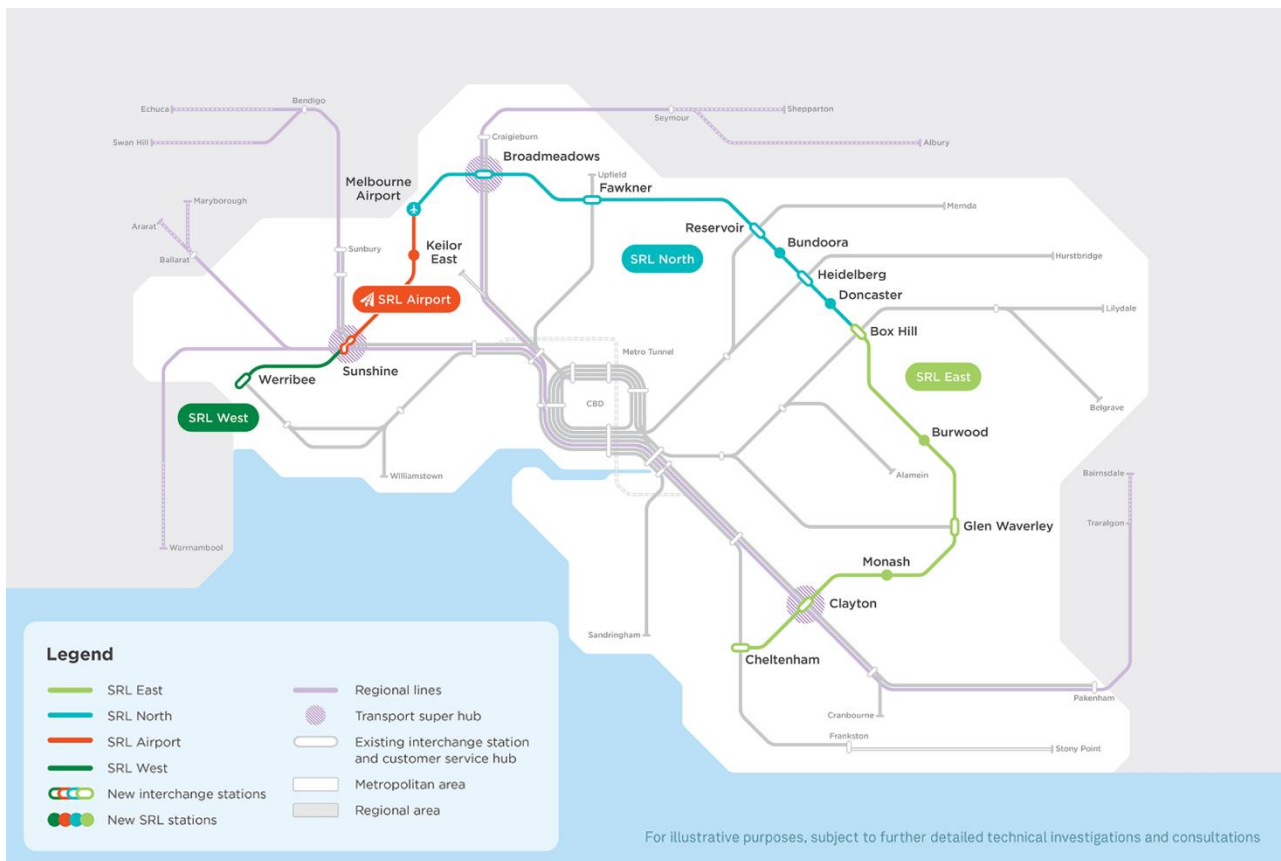 Echuca
Bendigo
Swan Hill
Seymour
Shepparton
Albury
Craigieburn
Broadmeadows
Melbourne
Airport
Upfield
Fawkner
Maryborough
Ararat
Ballarat
Sunbury
Keilor
East
Mernda
Reservoir
Bundoora
SRL North
Hurstbridge
Heidelberg
Doncaster
SRL Airport
Lilydale
Box Hill
Metro Tunnel
Sunshine
Werribee
SRL East
CBD
Belgrave
SRL West
Burwood
Williamstown
Alamein
Bairnsdale
Traralgon
Glen Waverley
Warrnambool
Monash
Clayton
Sandringham
Cheltenham
Pakenham
Cranbourne
Frankston
Stony Point
Legend
SRL East
SRL North
SRL Airport
SRL West
New interchange stations
New SRL stations
Regional lines
Transport super hub
Existing interchange station
and customer service hub
Metropolitan area
Regional area
For illustrative purposes, subject to further detailed technical investigations and consultations